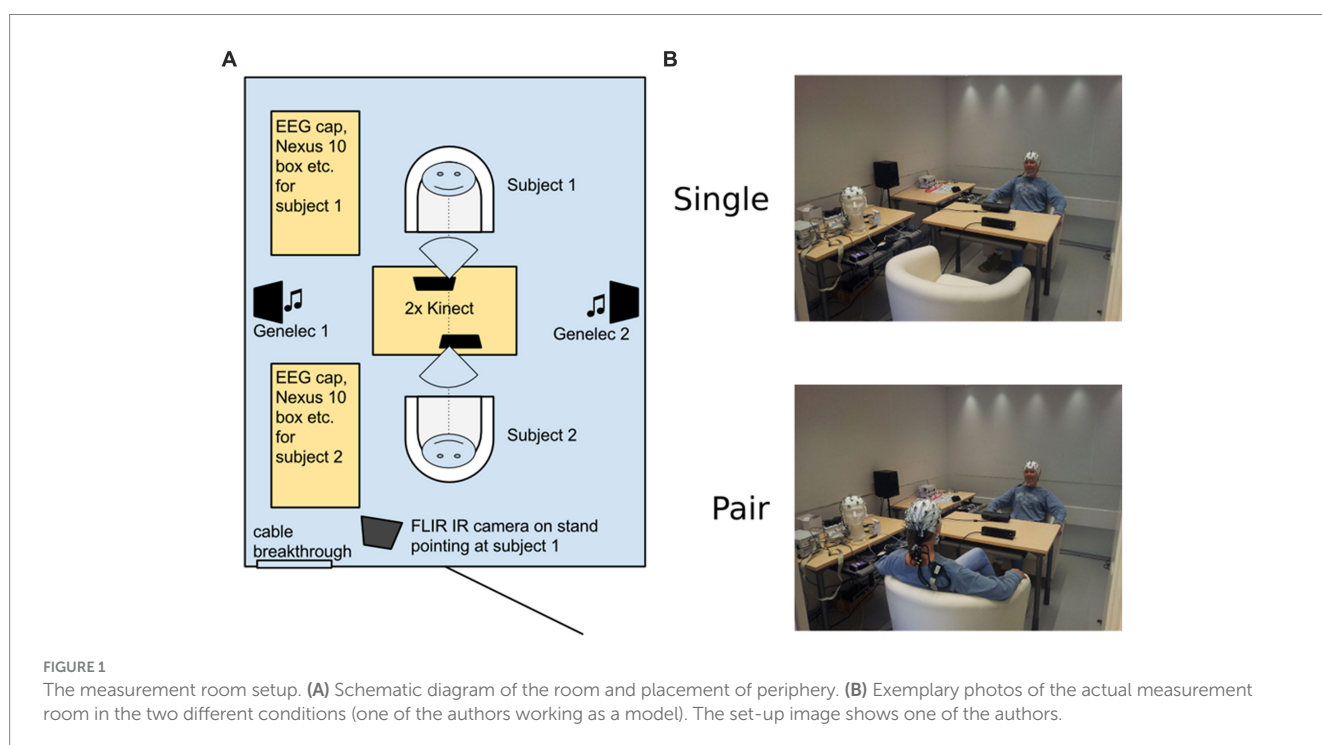 A
EEG cap,
Nexus 10
box etc.
for
subject 1
Subject 1
2x Kinect
Genelec 1
Genelec 2
EEG cap,
Nexus 10
box etc.
for
subject 2
Subject 2
cable
breakthrough
FLIR IR camera on stand
pointing at subject 1
B
Single
Pair
FIGURE 1
The measurement room setup. (A) Schematic diagram of the room and placement of periphery. (B) Exemplary photos of the actual measurement
room in the two different conditions (one of the authors working as a model). The set-up image shows one of the authors.